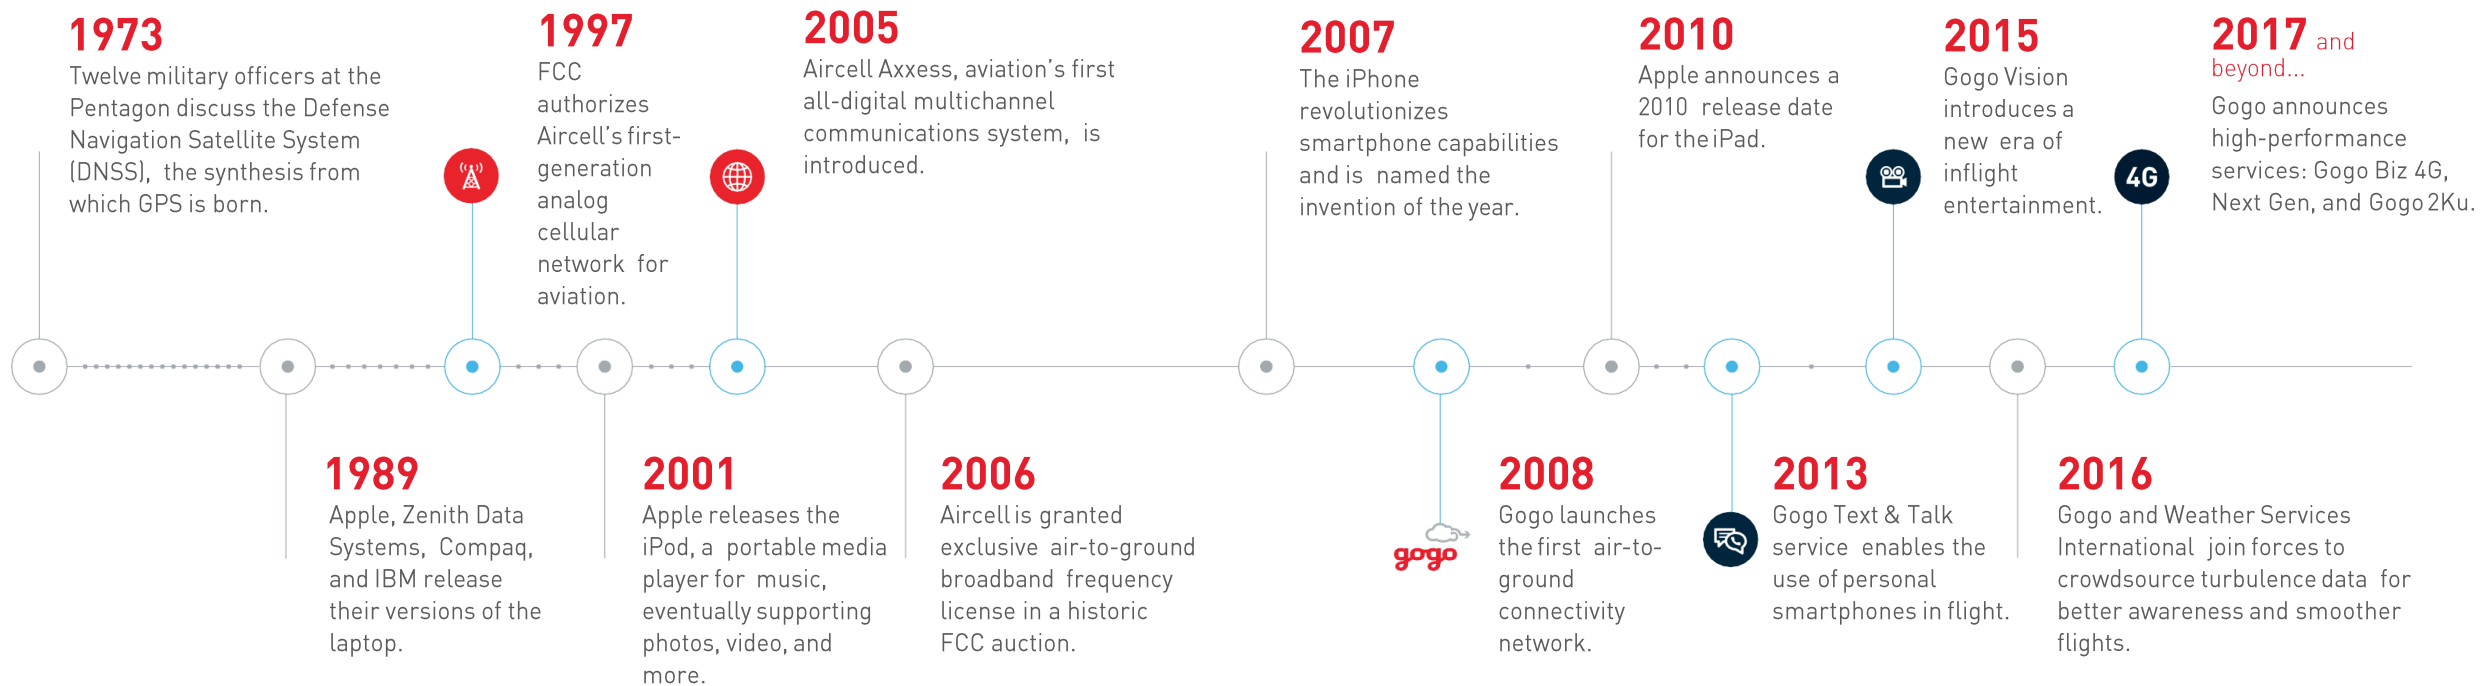 1973
Twelve military officers at the
Pentagon discuss the Defense
Navigation Satellite System
(DNSS), the synthesis from
which GPS is born.
1989
Apple, Zenith Data
Systems, Compaq,
and IBM release
their versions of the
laptop.
1997
FCC
authorizes
Aircell's first-
generation
analog
cellular
network for
aviation.
2001
Apple releases the
iPod, a portable media
player for music,
eventually supporting
photos, video, and
more.
2005
Aircell Axxess, aviation's first
all-digital multichannel
communications system, is
introduced.
2006
Aircell is granted
exclusive air-to-ground
broadband frequency
license in a historic
FCC auction.
2007
The iPhone
revolutionizes
smartphone capabilities
and is named the
invention of the year.
gogo
2008
Gogo launches
the first air-to-
ground
connectivity
network.
2010
Apple announces a
2010 release date
for the iPad.
2013
Gogo Text & Talk
service enables the
use of personal
smartphones in flight.
2015
Gogo Vision
introduces a
new era of
inflight
entertainment.
2016
Gogo and Weather Services
International join forces to
crowdsource turbulence data for
better awareness and smoother
flights.
4G
2017 and
beyond...
Gogo announces
high-performance
services: Gogo Biz 4G,
Next Gen, and Gogo 2Ku.